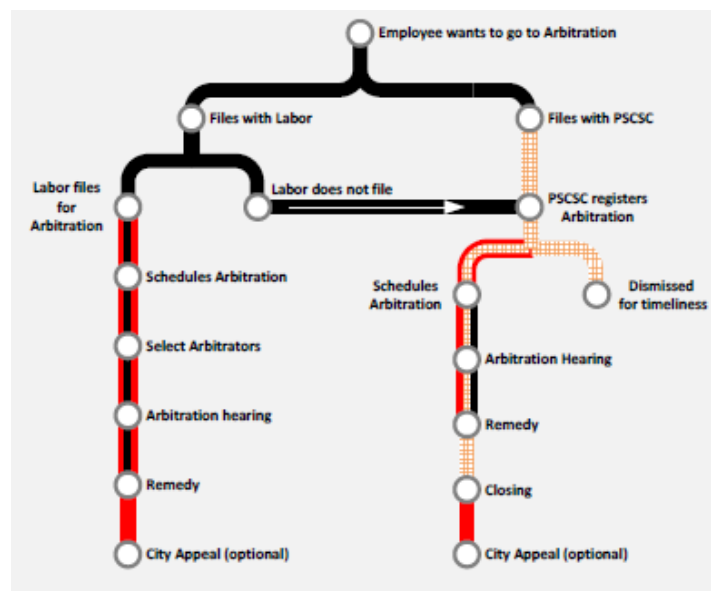 Employee wants to go to Arbitration
Files with Labor
Files with PSCSC
Labor files
for
Arbitration
Labor does not file
PSCSC registers
Arbitration
Schedules Arbitration
Schedules
Arbitration
Dismissed
for timeliness
Select Arbitrators
Arbitration Hearing
Arbitration hearing
Remedy
Remedy
Closing
City Appeal (optional)
City Appeal (optional)